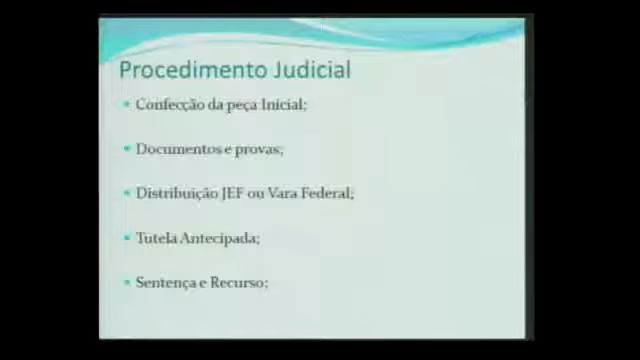 Procedimento Judicial
Confecção da peça Inicial;
Documentos e provas;
Distribuição JEF ou Vara Federal;
Tutela Antecipada;
Sentença e Recurso;